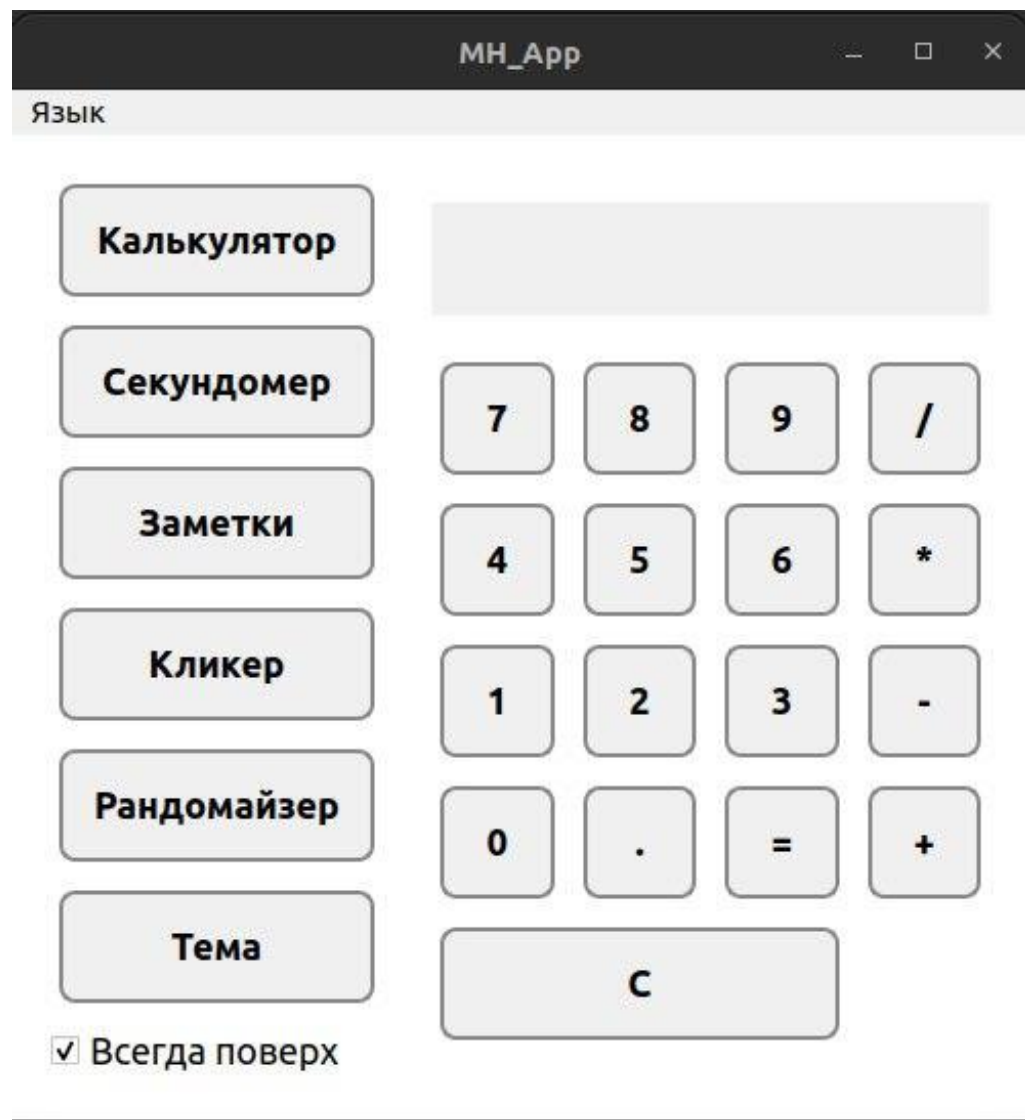 MH_App
Язык
Калькулятор
Секундомер
Заметки
Кликер
Рандомайзер
Тема
Всегда поверх
7 8 9 /
4 5 6 *
1 2 3 -
0 . = +
C